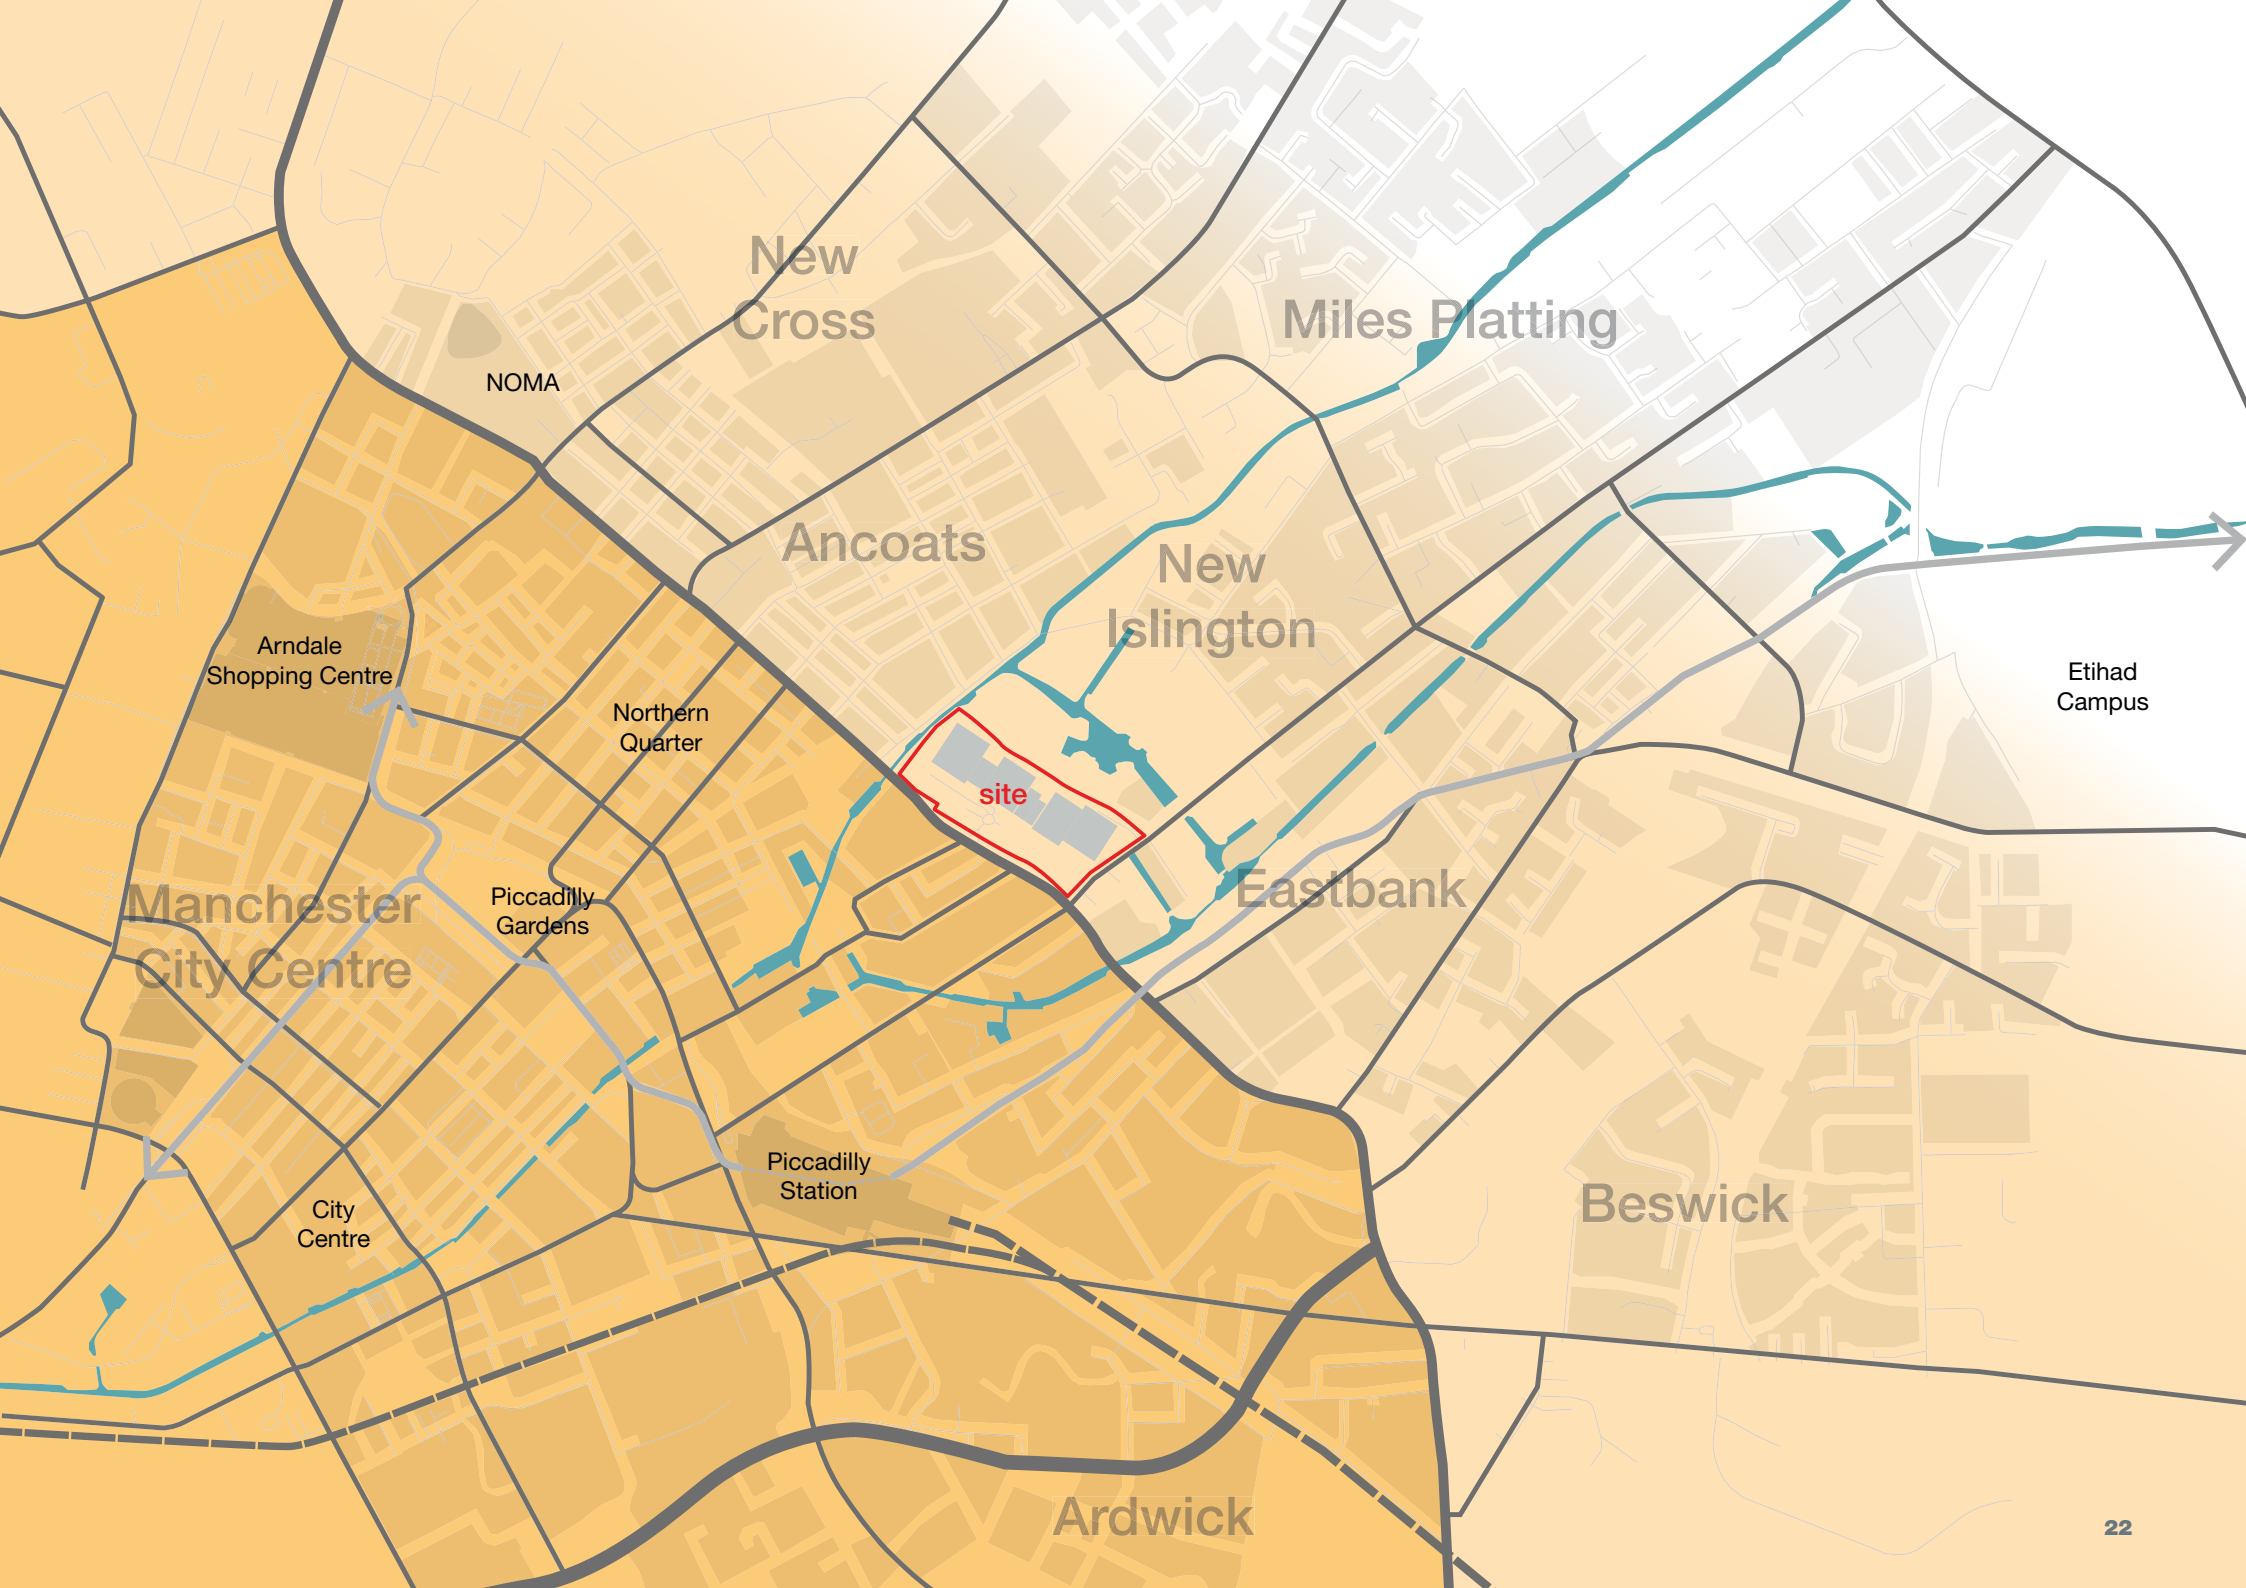 New
Cross
Miles Platting
NOMA
Ancoats
New
Islington
Arndale
Shopping Centre
Etihad
Campus
Northern
Quarter
site
Manchester
City Centre
Piccadilly
Gardens
Eastbank
Piccadilly
Station
City
Centre
Beswick
Ardwick
22